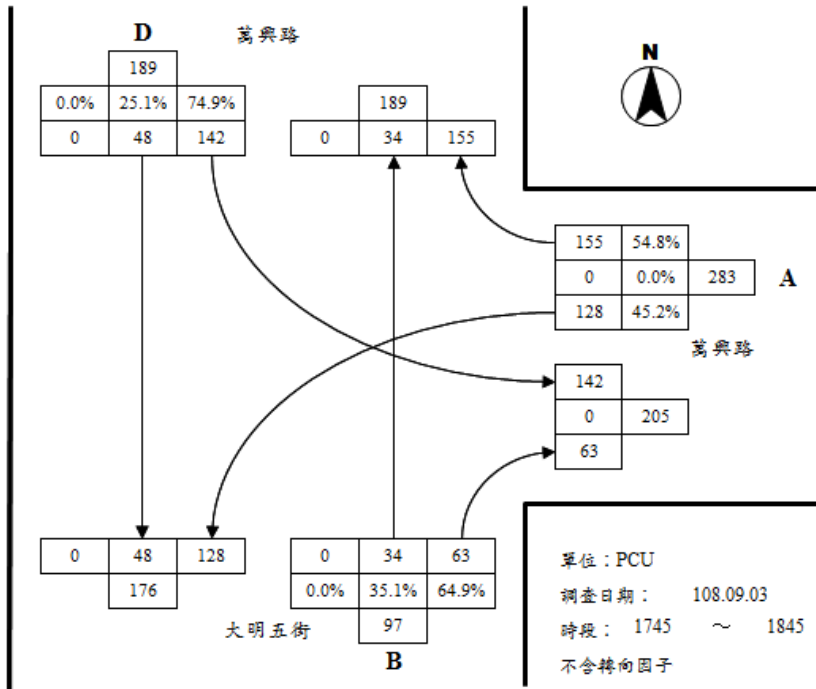 D
萬興路
N
189
0.0% 25.1% 74.9%
0 48 142
189
0 34 155
155 54.8%
0 0.0% 283
128 45.2%
A
萬興路
142
0 205
63
0 48 128
176
0 34 63
0.0% 35.1% 64.9%
97
大明五街
B
單位：PCU
調查日期： 108.09.03
時段： 1745 ～ 1845
不含轉向因子